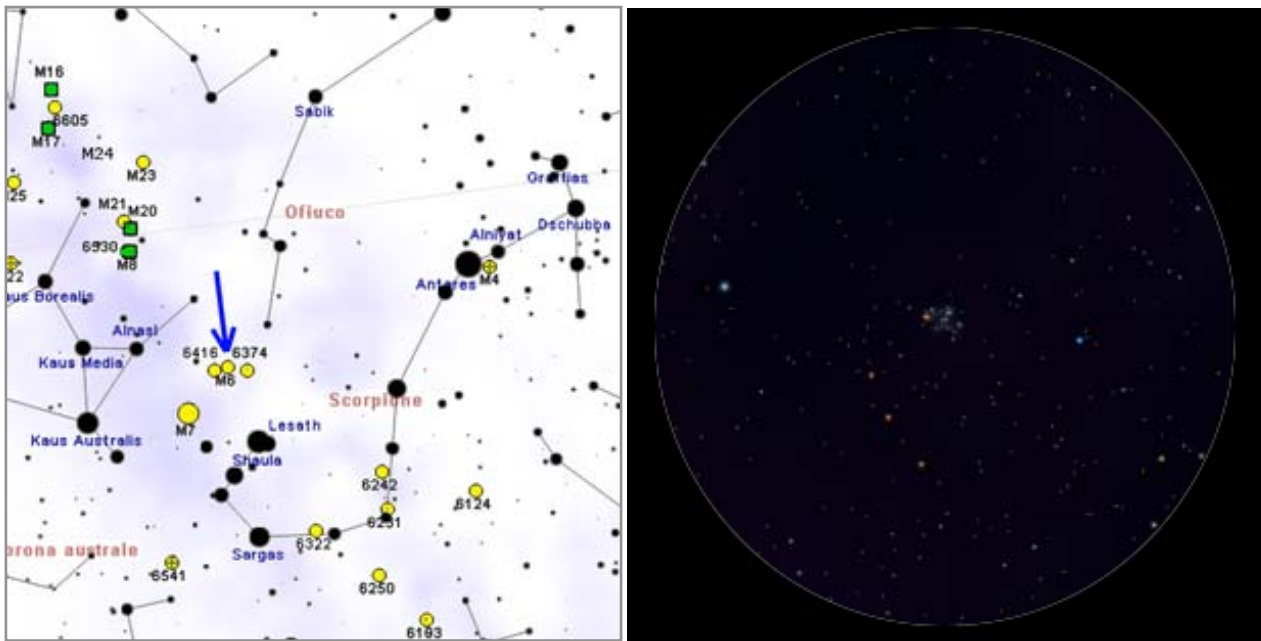 M16
6605
M17
M24
M23
25
M21
M20
6530
M8
22
Sabik
Ofiuco
Graffias
Dschubba
Alniyat
Antares
M4
aus Borealis
Alnasl
Kaus Media
6416
6374
M6
Scorpione
M7
Kaus Australis
Lesath
Shaula
6242
6124
6231
Sargas
6322
orona australe
6541
6250
6193